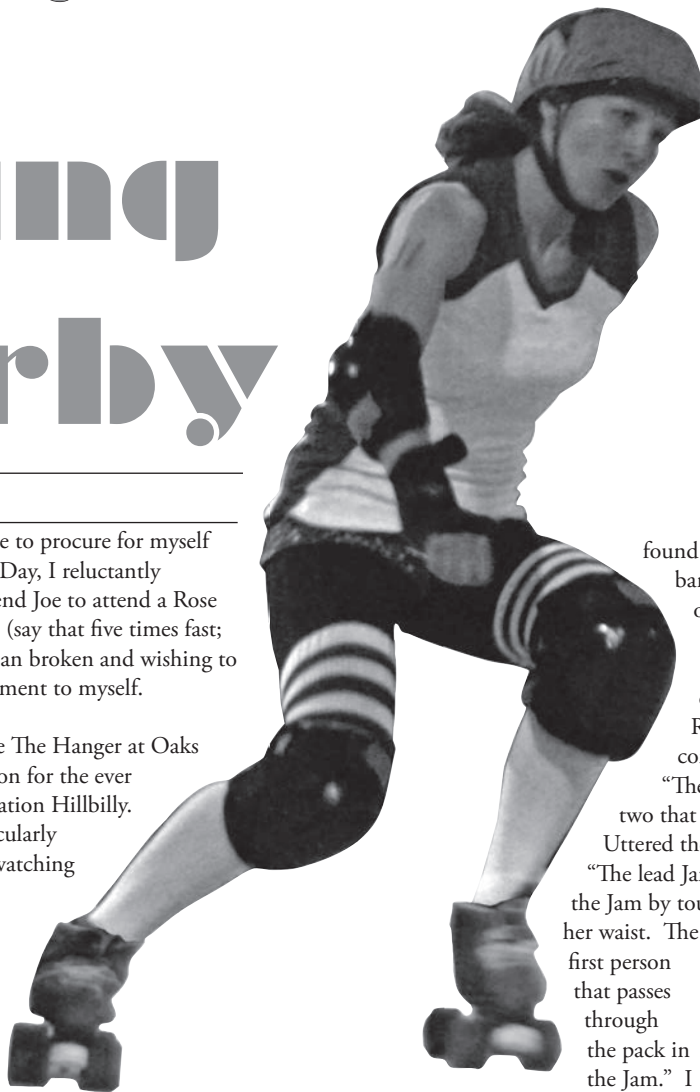 ing
rby
e to procure for myself
Day, I reluctantly
end Joe to attend a Rose
(say that five times fast;
an broken and wishing to
ment to myself.
e The Hanger at Oaks
on for the ever
ation Hillbilly.
cularly
watching
found
bar
R
co
“The
two that
Uttered th
“The lead Ja
the Jam by tou
her waist.  The
first person
that passes
through
the pack in
the Jam.”  I